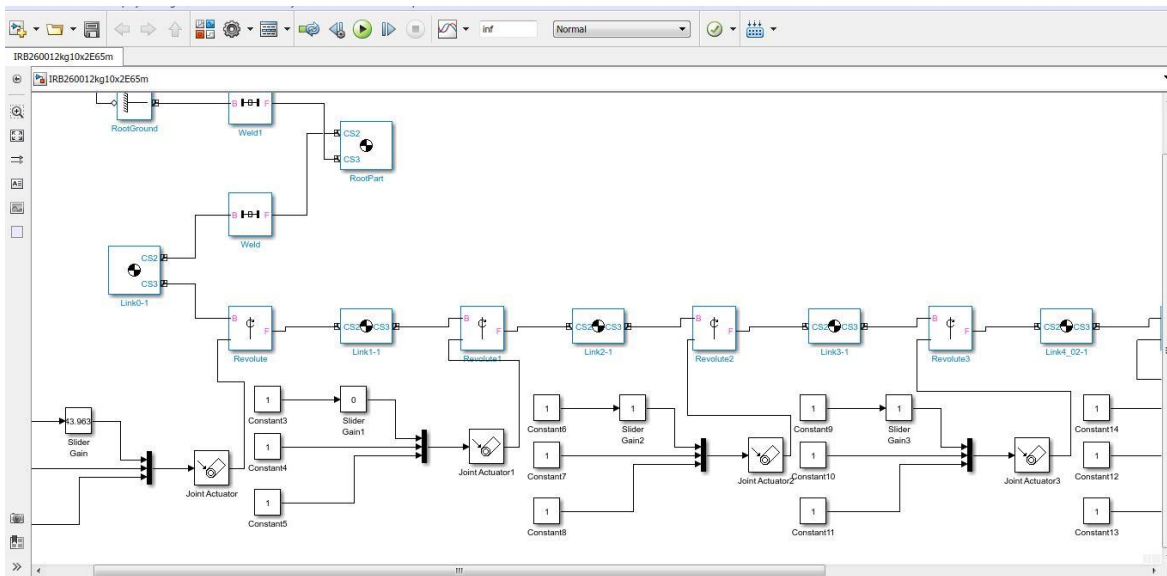 inf
Normal
IRB260012kg10x2E65m
IRB260012kg10x2E65m
RootGround
B F
Weld1
CS2
CS3
RootPart
B F
Weld
CS2
CS3
Link0-1
B
F
Revolute
CS2 CS3
Link1-1
B
F
Revolute1
CS2 CS3
Link2-1
B
F
Revolute2
CS2 CS3
Link3-1
B
F
Revolute3
CS2 CS3
Link4_02-1
43.963
Slider
Gain
Joint Actuator
1
Constant3
0
Slider
Gain1
1
Constant4
1
Constant5
Joint Actuator1
1
Constant6
1
Slider
Gain2
1
Constant7
1
Constant8
Joint Actuator2
1
Constant9
1
Slider
Gain3
1
Constant10
1
Constant11
Joint Actuator3
1
Constant14
1
Constant12
1
Constant13